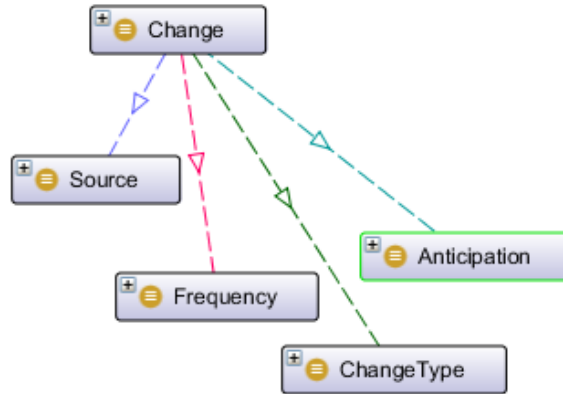 Change
Source
Anticipation
Frequency
ChangeType